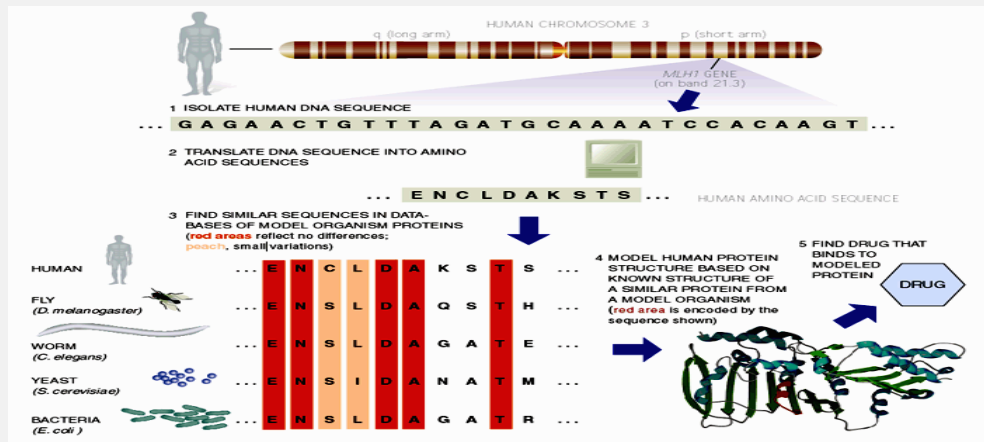 HUMAN CHROMOSOME 3
q (long arm)
p (short arm)
MLH1 GENE
(on band 21.3)
1 ISOLATE HUMAN DNA SEQUENCE
... G A G A A C T G T T T A G A T G C A A A A T C C A C A A G T ...
2 TRANSLATE DNA SEQUENCE INTO AMINO
ACID SEQUENCES
... E N C L D A K S T S ...
HUMAN AMINO ACID SEQUENCE
3 FIND SIMILAR SEQUENCES IN DATA-
BASES OF MODEL ORGANISM PROTEINS
(red areas reflect no differences;
peach, small variations)
HUMAN ... E N C L D A K S T S ...
FLY
(D. melanogaster) ... E N S L D A Q S T H ...
WORM
(C. elegans) ... E N S L D A G A T E ...
YEAST
(S. cerevisiae) ... E N S I D A N A T M ...
BACTERIA
(E. coli) ... E N S L D A G A T R ...
4 MODEL HUMAN PROTEIN
STRUCTURE BASED ON
KNOWN STRUCTURE OF
A SIMILAR PROTEIN FROM
A MODEL ORGANISM
(red area is encoded by the
sequence shown)
5 FIND DRUG THAT
BINDS TO
MODELED
PROTEIN
DRUG